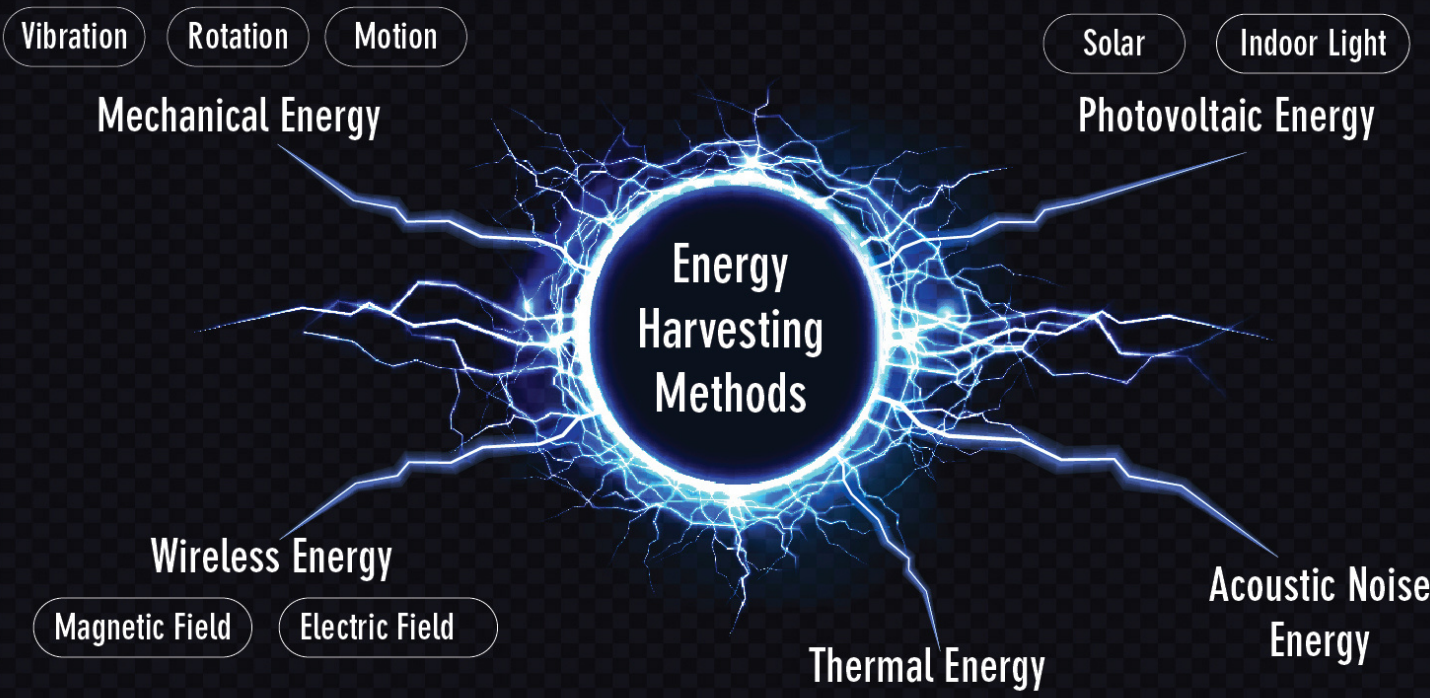 Vibration
Rotation
Motion
Solar
Indoor Light
Mechanical Energy
Photovoltaic Energy
Energy
Harvesting
Methods
Wireless Energy
Magnetic Field
Electric Field
Acoustic Noise
Energy
Thermal Energy